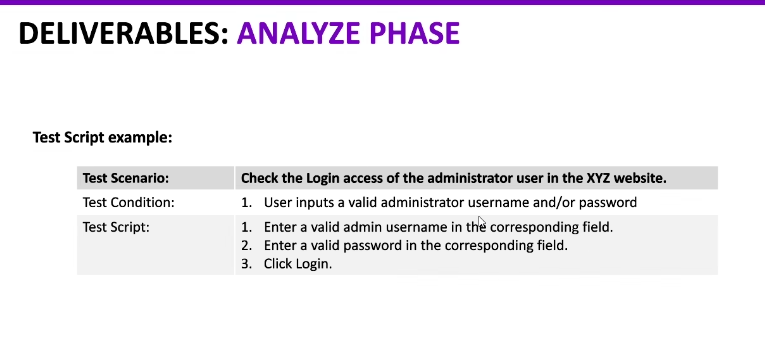 DELIVERABLES: ANALYZE PHASE
Test Script example:
Test Scenario: Check the Login access of the administrator user in the XYZ website.
Test Condition: 1. User inputs a valid administrator username and/or password
Test Script: 1. Enter a valid admin username in the corresponding field.
2. Enter a valid password in the corresponding field.
3. Click Login.